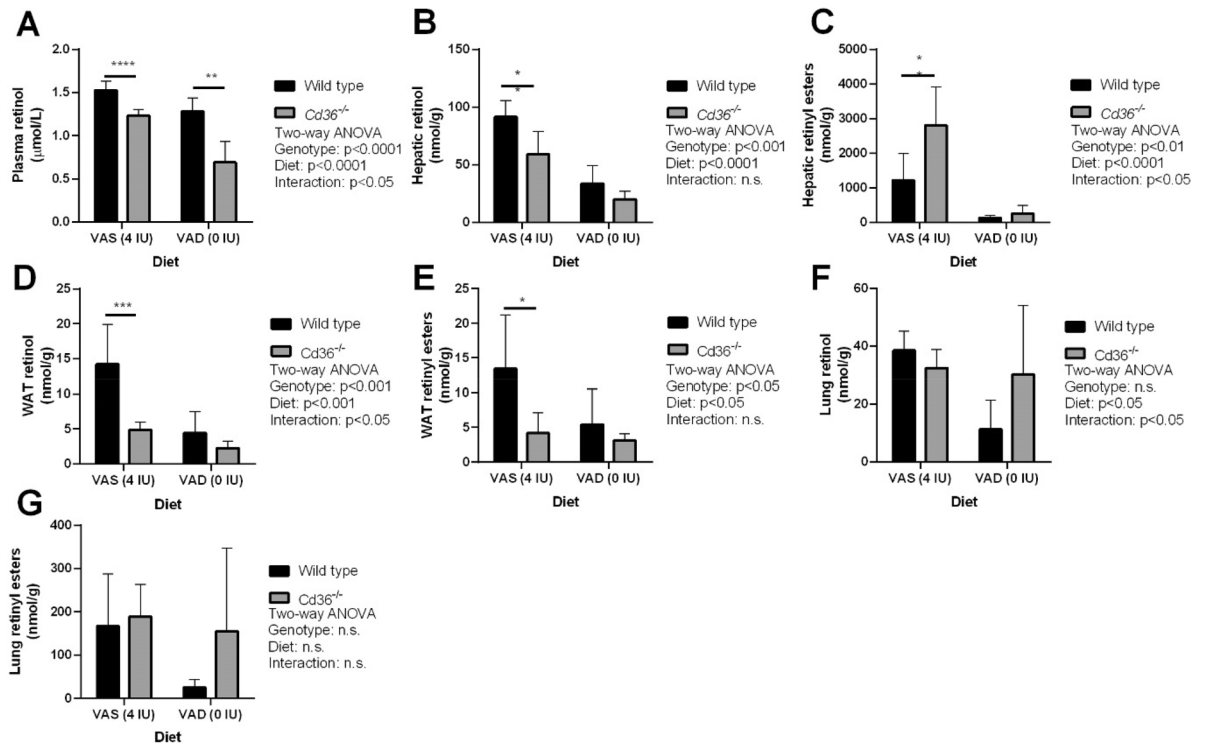 A
Plasma retinol
(μmol/L)
2.0
1.5
1.0
0.5
0.0
****
**
VAS (4 IU)
VAD (0 IU)
Diet
Wild type
Cd36-/-
Two-way ANOVA
Genotype: p<0.0001
Diet: p<0.0001
Interaction: p<0.05
B
Hepatic retinol
(nmol/g)
150
100
50
0
*
*
VAS (4 IU)
VAD (0 IU)
Diet
Wild type
Cd36-/-
Two-way ANOVA
Genotype: p<0.001
Diet: p<0.0001
Interaction: n.s.
C
Hepatic retinyl esters
(nmol/g)
5000
4000
3000
2000
1000
0
*
*
VAS (4 IU)
VAD (0 IU)
Diet
Wild type
Cd36-/-
Two-way ANOVA
Genotype: p<0.01
Diet: p<0.0001
Interaction: p<0.05
D
WAT retinol
(nmol/g)
25
20
15
10
5
0
***
VAS (4 IU)
VAD (0 IU)
Diet
Wild type
Cd36-/-
Two-way ANOVA
Genotype: p<0.001
Diet: p<0.001
Interaction: p<0.05
E
WAT retinyl esters
(nmol/g)
25
20
15
10
5
0
*
VAS (4 IU)
VAD (0 IU)
Diet
Wild type
Cd36-/-
Two-way ANOVA
Genotype: p<0.05
Diet: p<0.05
Interaction: n.s.
F
Lung retinol
(nmol/g)
60
40
20
0
VAS (4 IU)
VAD (0 IU)
Diet
Wild type
Cd36-/-
Two-way ANOVA
Genotype: n.s.
Diet: p<0.05
Interaction: p<0.05
G
Lung retinyl esters
(nmol/g)
400
300
200
100
0
VAS (4 IU)
VAD (0 IU)
Diet
Wild type
Cd36-/-
Two-way ANOVA
Genotype: n.s.
Diet: n.s.
Interaction: n.s.